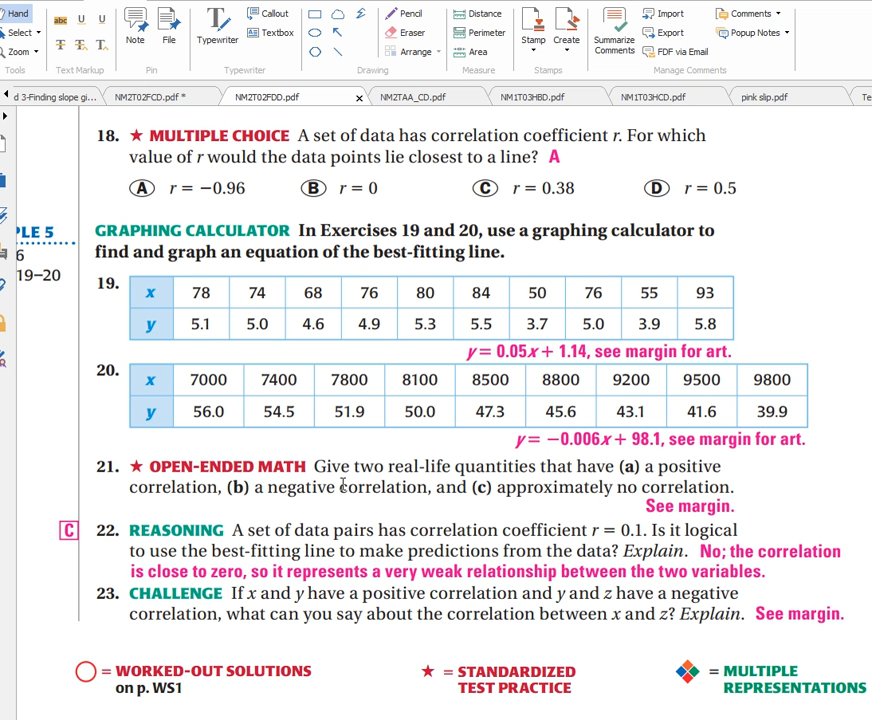 Hand
Select
Zoom
Tools
abc U U
T T T
Text Markup
Note File
Pin
Typewriter
Callout
Textbox
Typewriter
Pencil
Eraser
Arrange
Drawing
Distance
Perimeter
Area
Measure
Stamp Create
Stamps
Summarize
Comments
Import
Export
FDF via Email
Comments
Popup Notes
Manage Comments
d 3-Finding slope gi... NM2T02FCD.pdf * NM2T02FDD.pdf x NM2TAA_CD.pdf NM1T03HBD.pdf NM1T03HCD.pdf pink slip.pdf Te
18. ★ MULTIPLE CHOICE A set of data has correlation coefficient r. For which
value of r would the data points lie closest to a line? A
A r = −0.96 B r = 0 C r = 0.38 D r = 0.5
PLE 5
6
19–20
GRAPHING CALCULATOR In Exercises 19 and 20, use a graphing calculator to
find and graph an equation of the best-fitting line.
19. x 78 74 68 76 80 84 50 76 55 93
y 5.1 5.0 4.6 4.9 5.3 5.5 3.7 5.0 3.9 5.8
y = 0.05x + 1.14, see margin for art.
20. x 7000 7400 7800 8100 8500 8800 9200 9500 9800
y 56.0 54.5 51.9 50.0 47.3 45.6 43.1 41.6 39.9
y = −0.006x + 98.1, see margin for art.
21. ★ OPEN-ENDED MATH Give two real-life quantities that have (a) a positive
correlation, (b) a negative correlation, and (c) approximately no correlation.
See margin.
C 22. REASONING A set of data pairs has correlation coefficient r = 0.1. Is it logical
to use the best-fitting line to make predictions from the data? Explain. No; the correlation
is close to zero, so it represents a very weak relationship between the two variables.
23. CHALLENGE If x and y have a positive correlation and y and z have a negative
correlation, what can you say about the correlation between x and z? Explain. See margin.
= WORKED-OUT SOLUTIONS
on p. WS1
★ = STANDARDIZED
TEST PRACTICE
= MULTIPLE
REPRESENTATIONS